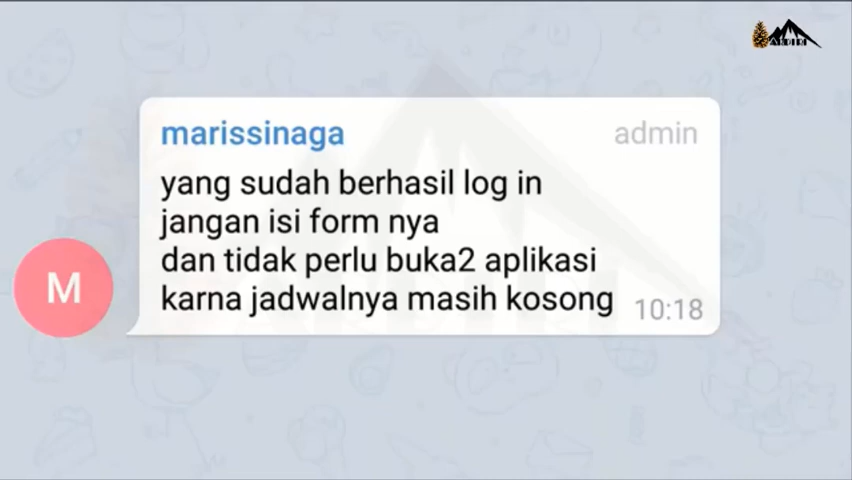 marissinaga admin
yang sudah berhasil log in
jangan isi form nya
dan tidak perlu buka2 aplikasi
karna jadwalnya masih kosong
10:18
M